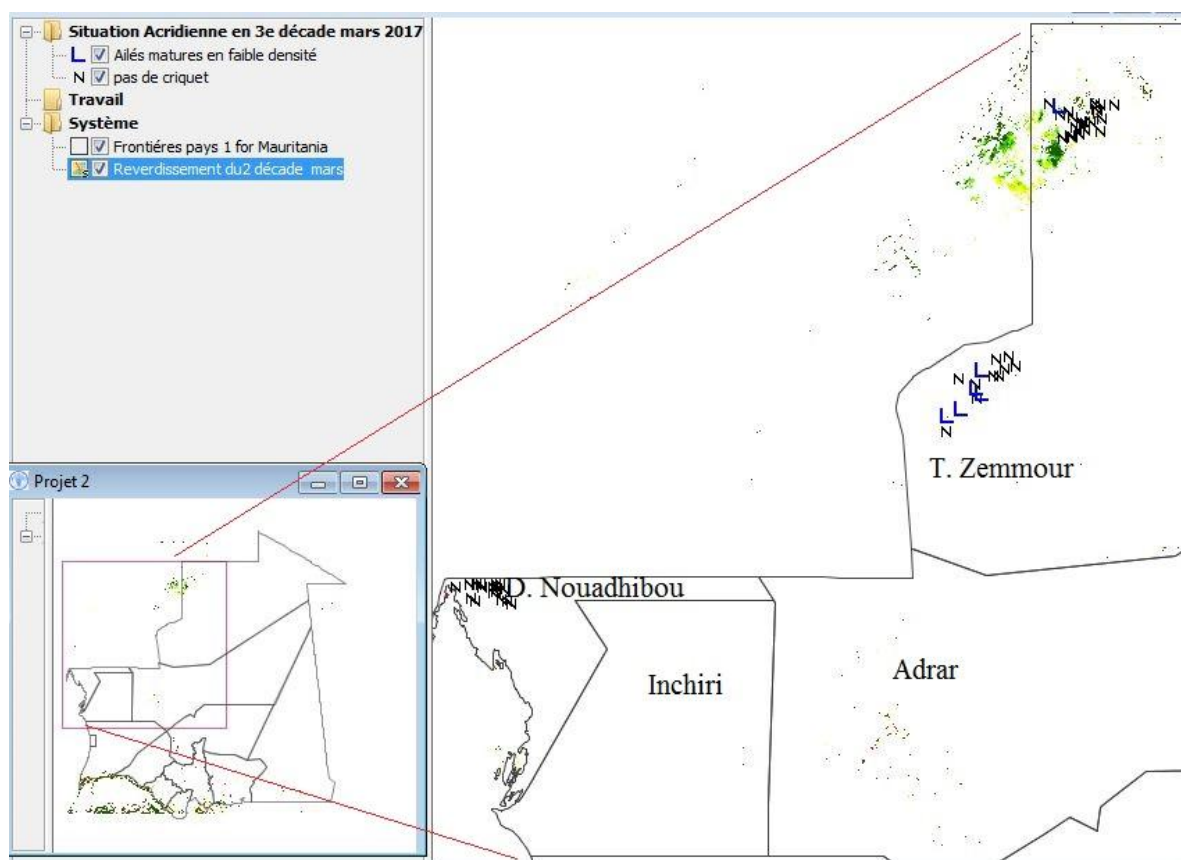 Situation Acridienne en 3e décade mars 2017
L Ailés matures en faible densité
N pas de criquet
Travail
Système
Frontiéres pays 1 for Mauritania
Reverdissement du2 décade mars
Projet 2
T. Zemmour
D. Nouadhibou
Inchiri
Adrar